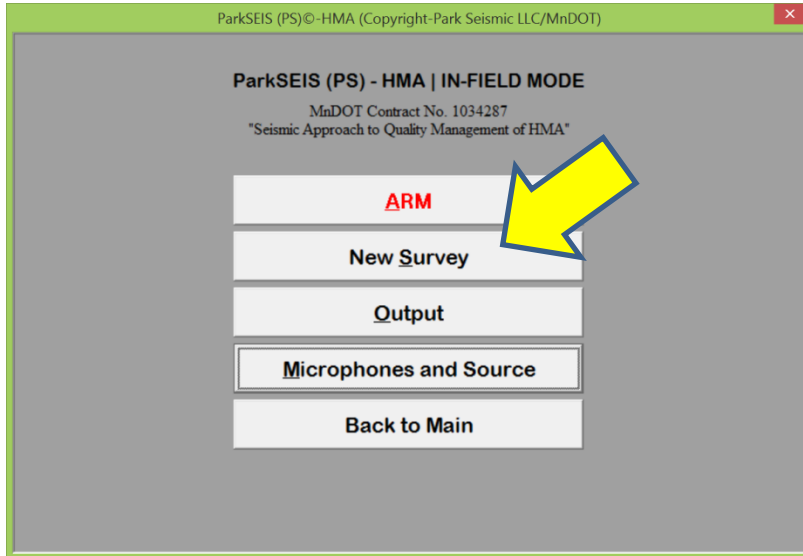 ParkSEIS (PS)©-HMA (Copyright-Park Seismic LLC/MnDOT)
ParkSEIS (PS) - HMA | IN-FIELD MODE
MnDOT Contract No. 1034287
"Seismic Approach to Quality Management of HMA"
ARM
New Survey
Output
Microphones and Source
Back to Main